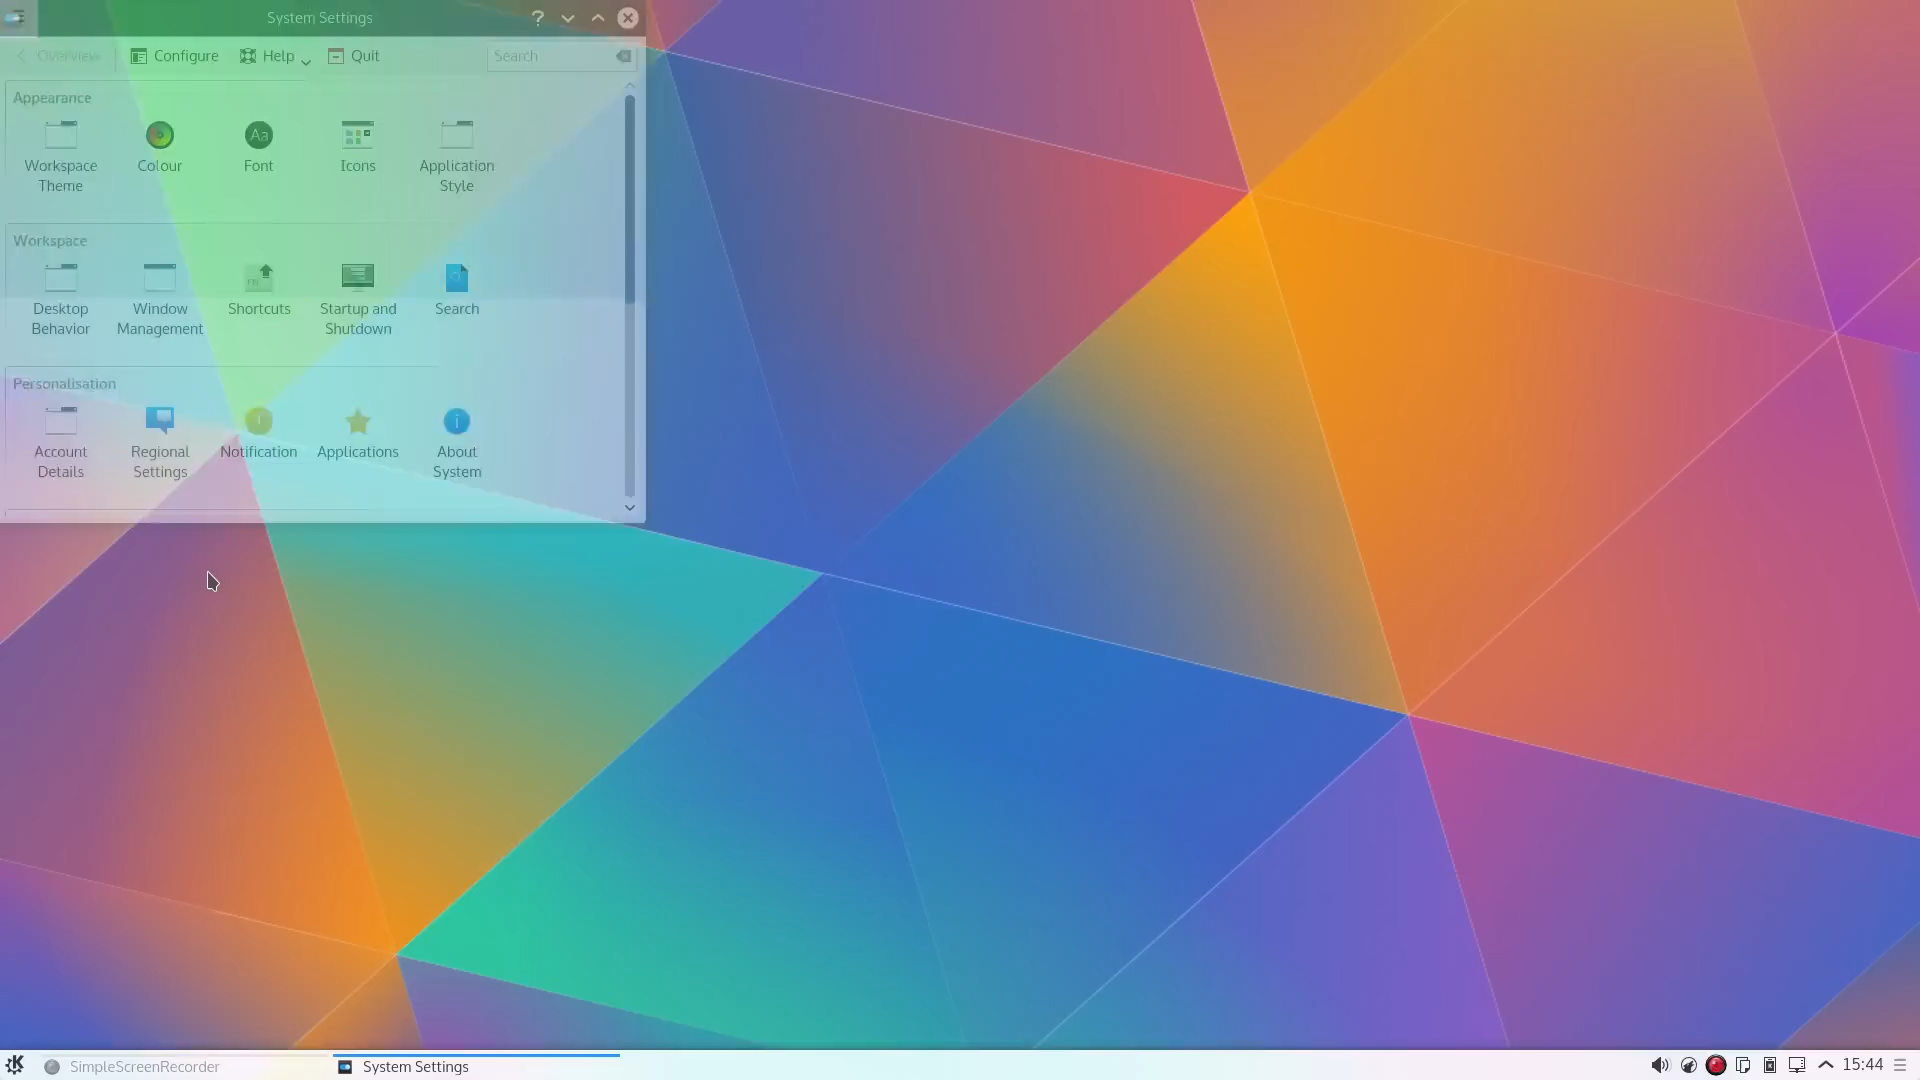 System Settings
Overview Configure Help Quit Search
Appearance
Workspace Theme
Colour
Font
Icons
Application Style
Workspace
Desktop Behavior
Window Management
Shortcuts
Startup and Shutdown
Search
Personalisation
Account Details
Regional Settings
Notification
Applications
About System
SimpleScreenRecorder
System Settings
15:44